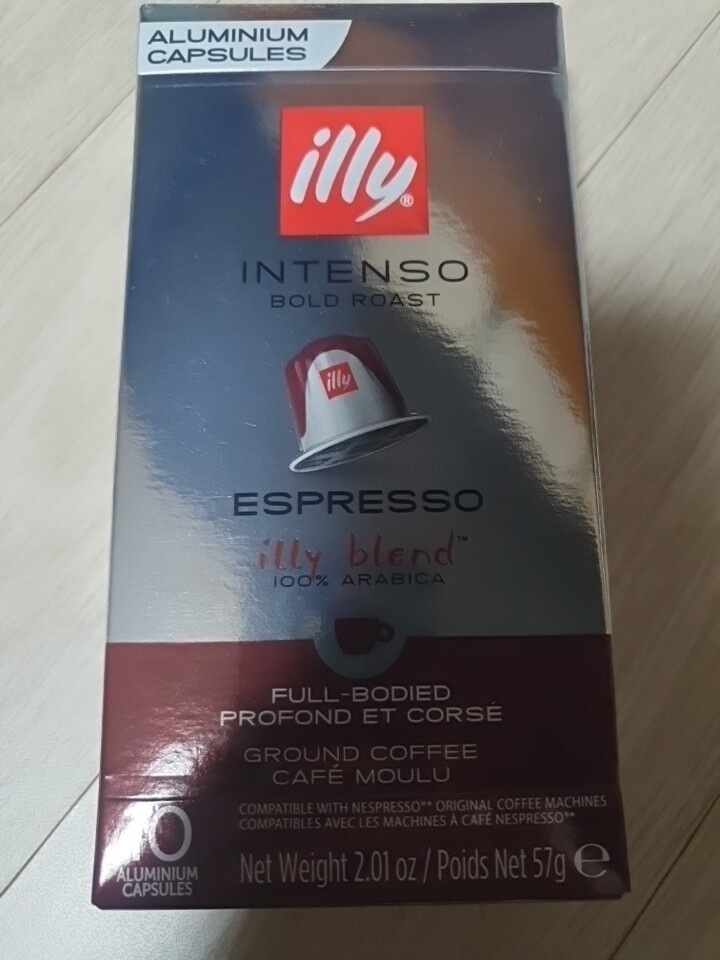 ALUMINIUM
CAPSULES
illy®
INTENSO
BOLD ROAST
illy
ESPRESSO
illy blend™
100% ARABICA
FULL-BODIED
PROFOND ET CORSÉ
GROUND COFFEE
CAFÉ MOULU
COMPATIBLE WITH NESPRESSO** ORIGINAL COFFEE MACHINES
COMPATIBLES AVEC LES MACHINES À CAFÉ NESPRESSO**
10
ALUMINIUM
CAPSULES
Net Weight 2.01 oz / Poids Net 57g ℮